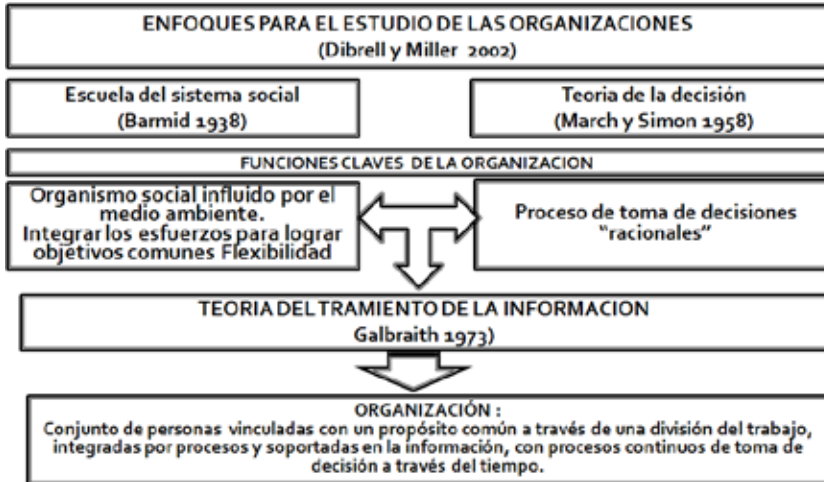 ENFOQUES PARA EL ESTUDIO DE LAS ORGANIZACIONES
(Dibrell y Miller 2002)
Escuela del sistema social
(Barmid 1938)
Teoria de la decisión
(March y Simon 1958)
FUNCIONES CLAVES DE LA ORGANIZACION
Organismo social influido por el
medio ambiente.
Integrar los esfuerzos para lograr
objetivos comunes Flexibilidad
Proceso de toma de decisiones
"racionales"
TEORIA DEL TRAMIENTO DE LA INFORMACION
Galbraith 1973)
ORGANIZACIÓN :
Conjunto de personas vinculadas con un propósito común a través de una división del trabajo,
integradas por procesos y soportadas en la información, con procesos continuos de toma de
decisión a través del tiempo.